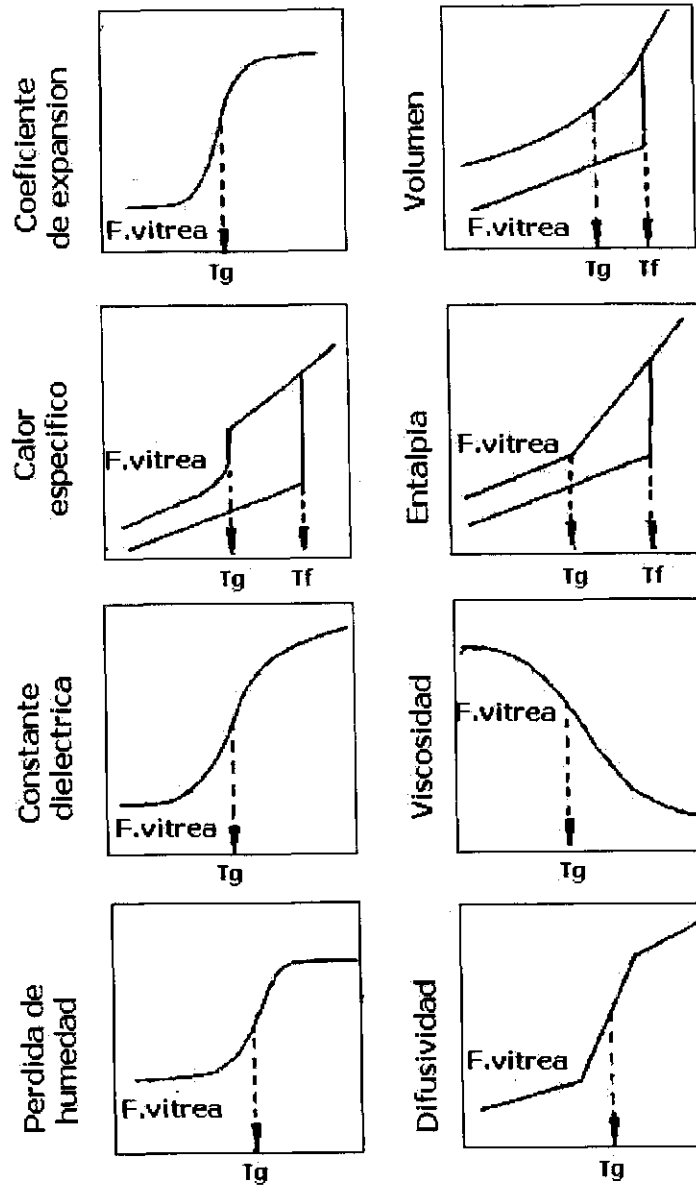 Coeficiente
de expansion
F.vitrea
Tg
Volumen
F.vitrea
Tg
Tf
Calor
especifico
F.vitrea
Tg
Tf
Entalpia
F.vitrea
Tg
Tf
Constante
dielectrica
F.vitrea
Tg
Viscosidad
F.vitrea
Tg
Perdida de
humedad
F.vitrea
Tg
Difusividad
F.vitrea
Tg